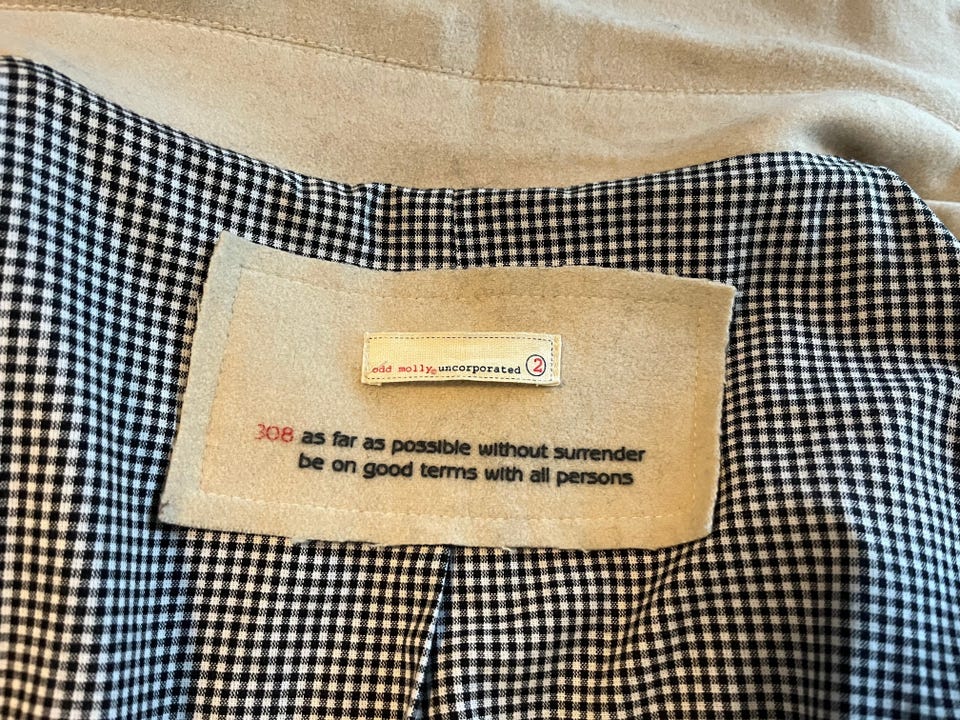 odd molly® uncorporated 2
308 as far as possible without surrender
be on good terms with all persons